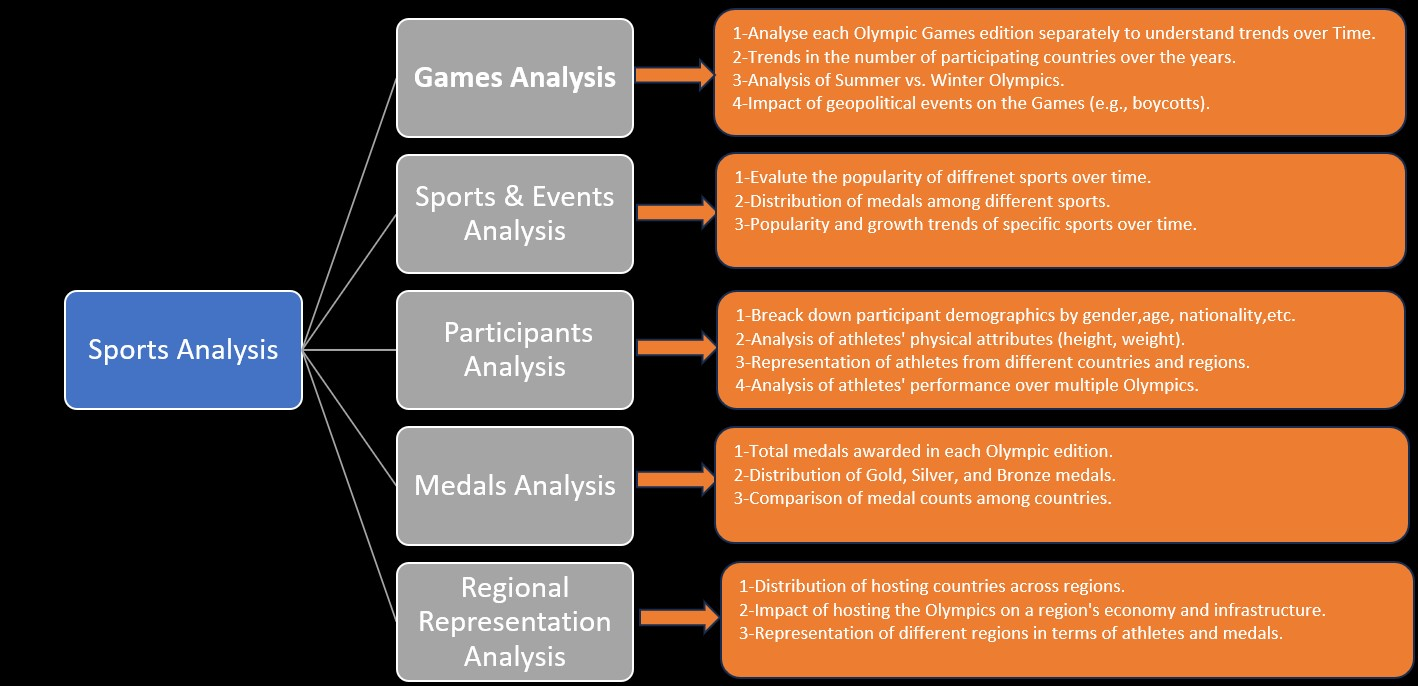 Sports Analysis
Games Analysis
1-Analyse each Olympic Games edition separately to understand trends over Time.
2-Trends in the number of participating countries over the years.
3-Analysis of Summer vs. Winter Olympics.
4-Impact of geopolitical events on the Games (e.g., boycotts).
Sports & Events
Analysis
1-Evalute the popularity of diffrenet sports over time.
2-Distribution of medals among different sports.
3-Popularity and growth trends of specific sports over time.
Participants
Analysis
1-Breack down participant demographics by gender,age, nationality,etc.
2-Analysis of athletes' physical attributes (height, weight).
3-Representation of athletes from different countries and regions.
4-Analysis of athletes' performance over multiple Olympics.
Medals Analysis
1-Total medals awarded in each Olympic edition.
2-Distribution of Gold, Silver, and Bronze medals.
3-Comparison of medal counts among countries.
Regional
Representation
Analysis
1-Distribution of hosting countries across regions.
2-Impact of hosting the Olympics on a region's economy and infrastructure.
3-Representation of different regions in terms of athletes and medals.